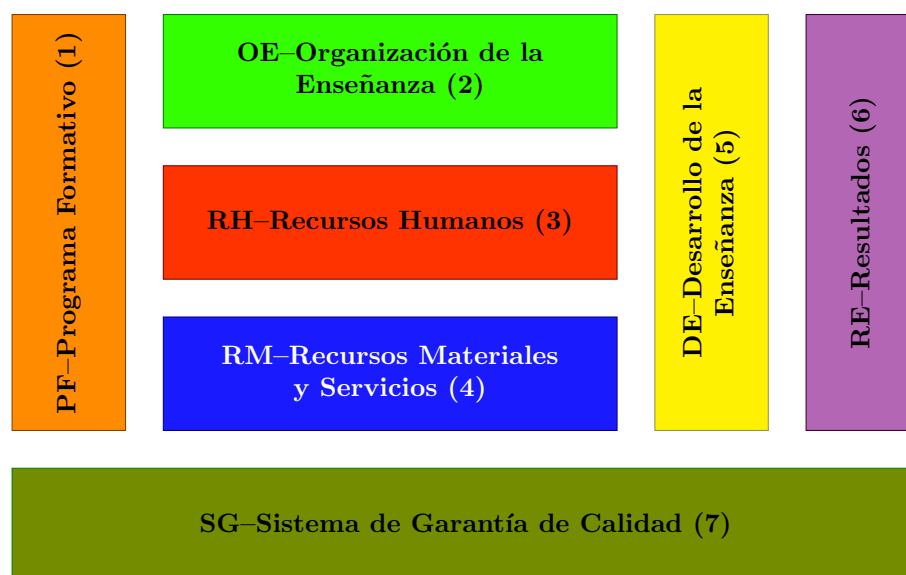 PF–Programa Formativo (1)
OE–Organización de la
Enseñanza (2)
RH–Recursos Humanos (3)
RM–Recursos Materiales
y Servicios (4)
DE–Desarrollo de la
Enseñanza (5)
RE–Resultados (6)
SG–Sistema de Garantía de Calidad (7)